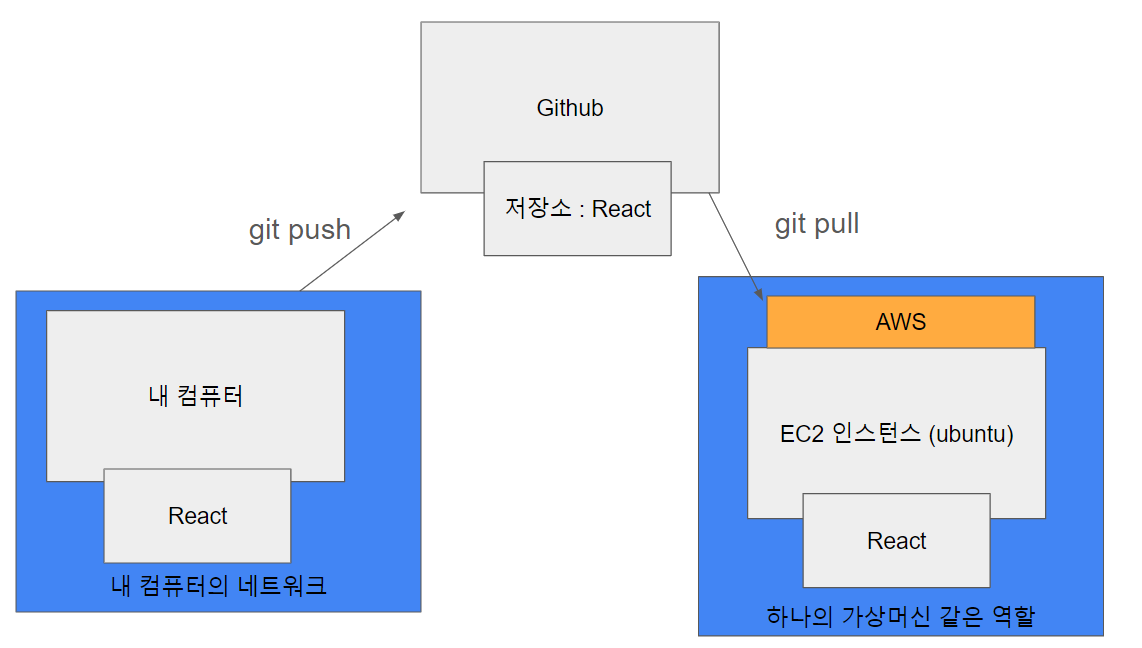 Github
저장소 : React
git push
git pull
내 컴퓨터
React
내 컴퓨터의 네트워크
AWS
EC2 인스턴스 (ubuntu)
React
하나의 가상머신 같은 역할